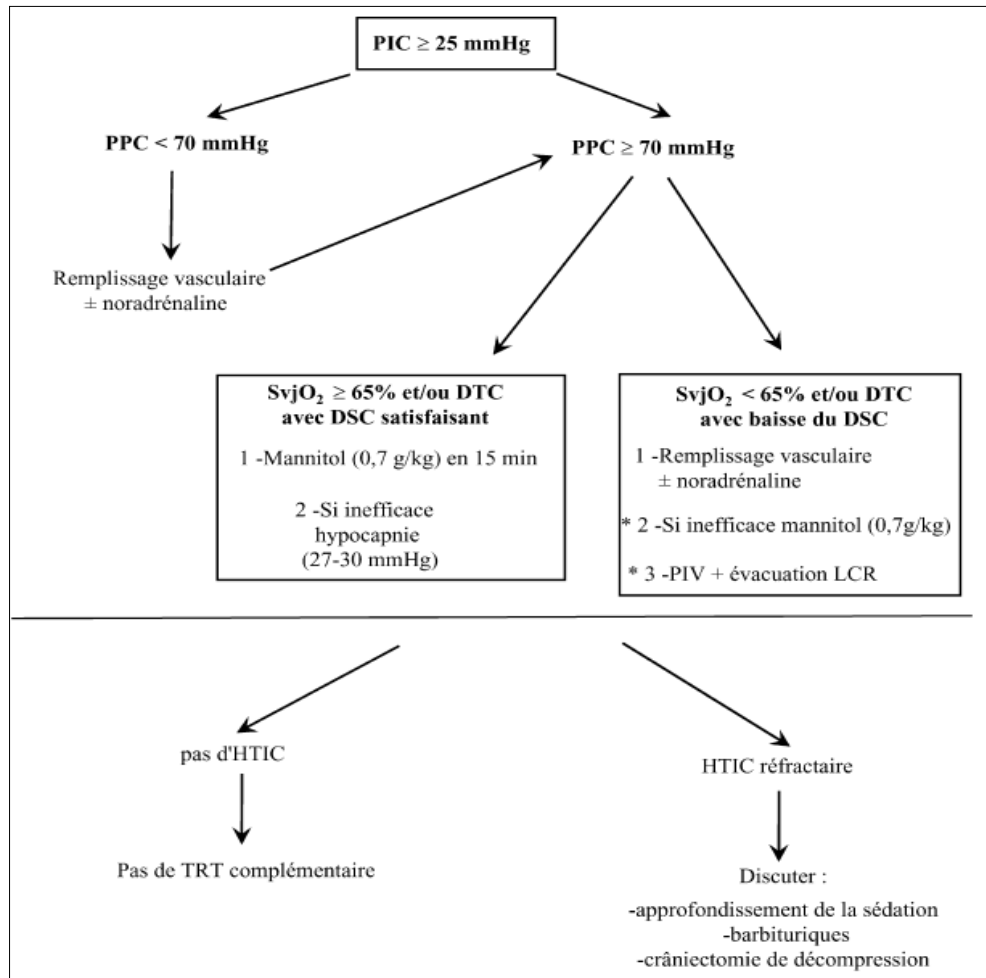 PIC ≥ 25 mmHg
PPC < 70 mmHg
PPC ≥ 70 mmHg
Remplissage vasculaire
± noradrénaline
SvjO₂ ≥ 65% et/ou DTC
avec DSC satisfaisant
1 -Mannitol (0,7 g/kg) en 15 min
2 -Si inefficace
hypocapnie
(27-30 mmHg)
SvjO₂ < 65% et/ou DTC
avec baisse du DSC
1 -Remplissage vasculaire
± noradrénaline
* 2 -Si inefficace mannitol (0,7g/kg)
* 3 -PIV + évacuation LCR
pas d'HTIC
Pas de TRT complémentaire
HTIC réfractaire
Discuter :
-approfondissement de la sédation
-barbituriques
-crâniectomie de décompression